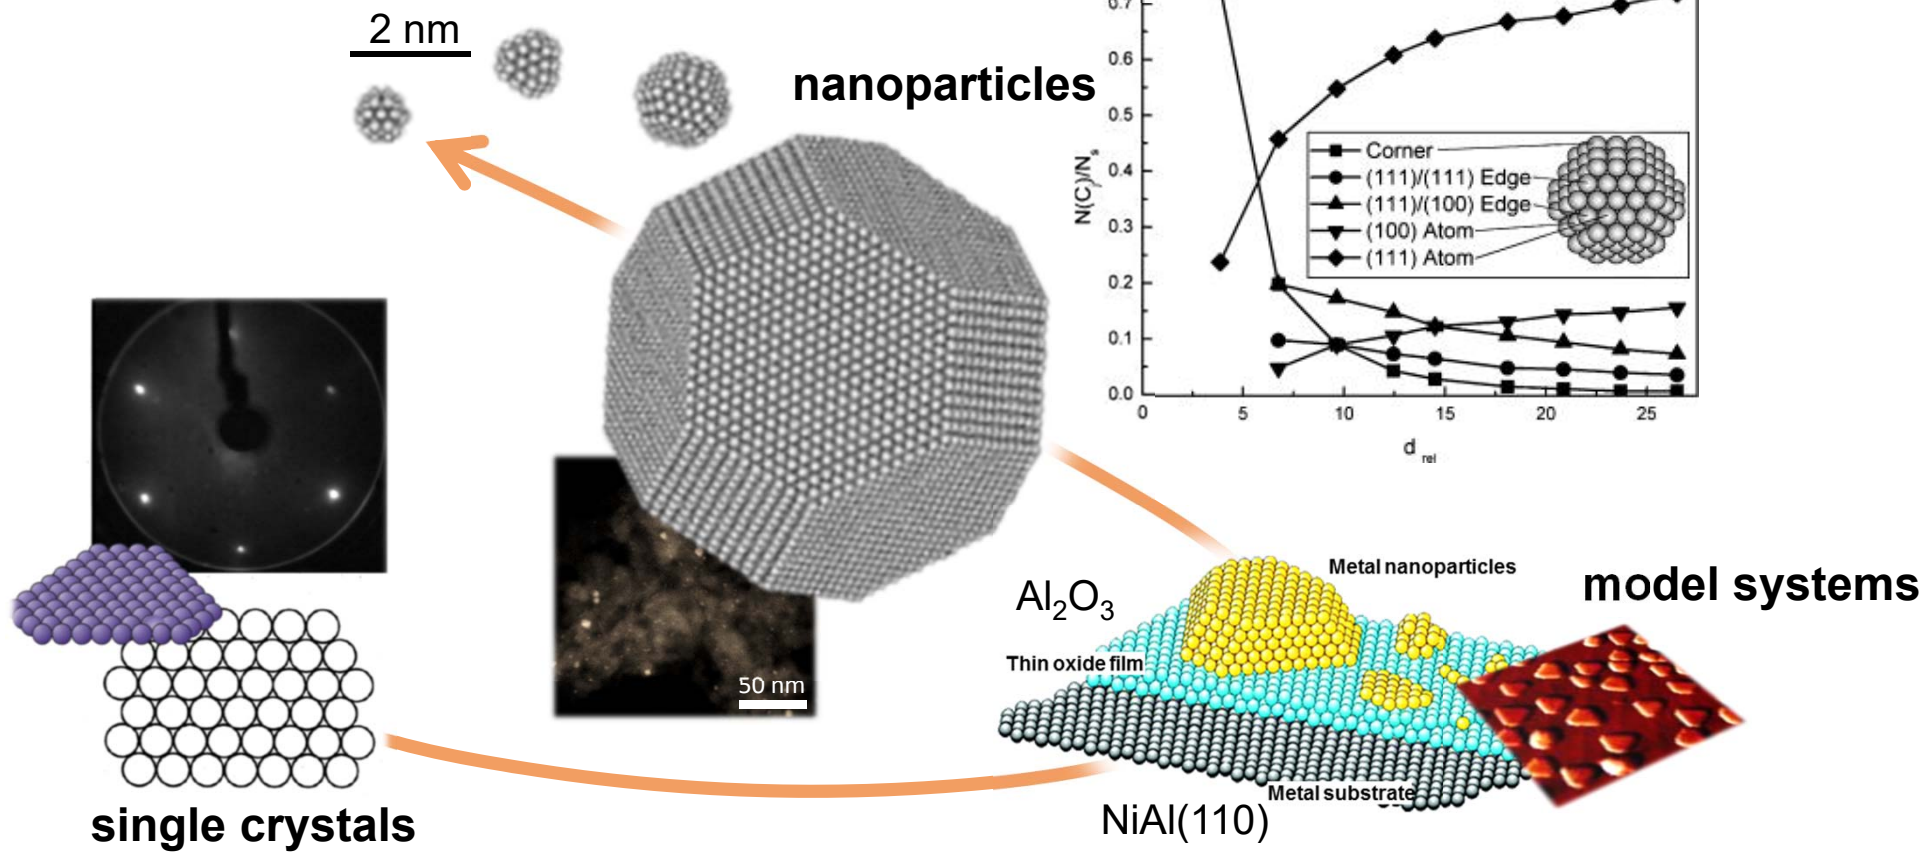 2 nm
nanoparticles
0.7
0.6
0.5
0.4
0.3
0.2
0.1
0.0
N(C)/Ns
Corner
(111)/(111) Edge
(111)/(100) Edge
(100) Atom
(111) Atom
0 5 10 15 20 25
d rel
50 nm
Al2O3
Metal nanoparticles
model systems
Thin oxide film
Metal substrate
NiAl(110)
single crystals